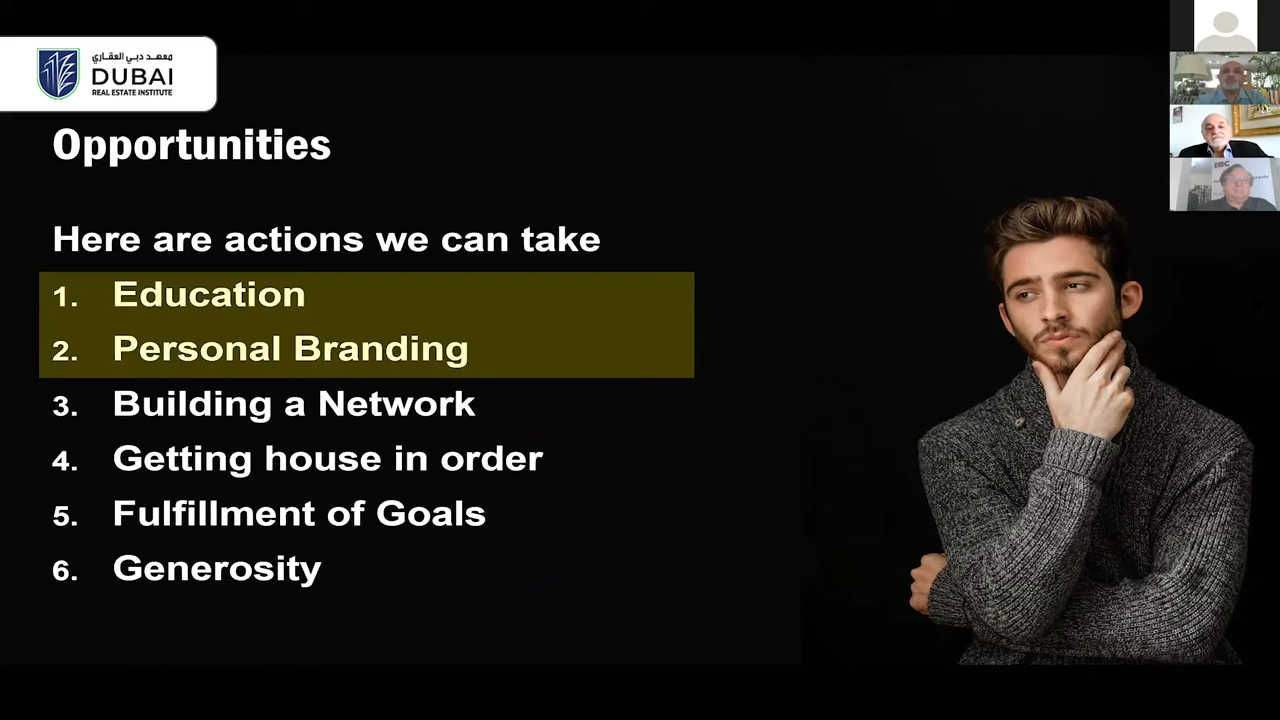 معهد دبي العقاري
DUBAI
REAL ESTATE INSTITUTE
Opportunities
Here are actions we can take
1. Education
2. Personal Branding
3. Building a Network
4. Getting house in order
5. Fulfillment of Goals
6. Generosity